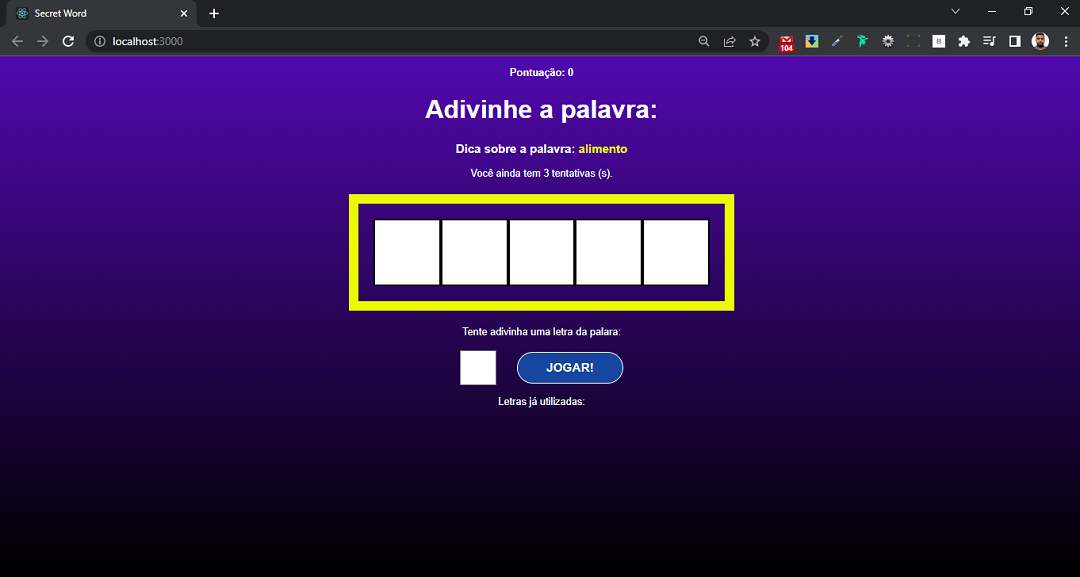 Secret Word
localhost:3000
104
B
Pontuação: 0
Adivinhe a palavra:
Dica sobre a palavra: alimento
Você ainda tem 3 tentativas (s).
Tente adivinha uma letra da palara:
JOGAR!
Letras já utilizadas: